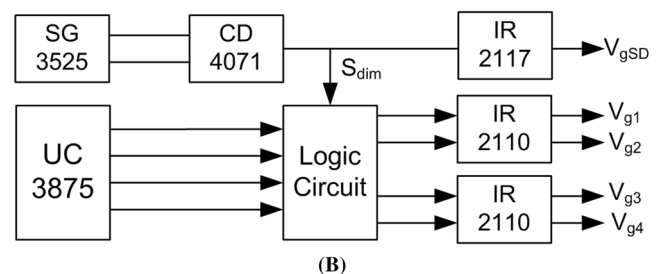 SG
3525
CD
4071
IR
2117
VgSD
Sdim
UC
3875
Logic
Circuit
IR
2110
Vg1
Vg2
IR
2110
Vg3
Vg4
(B)